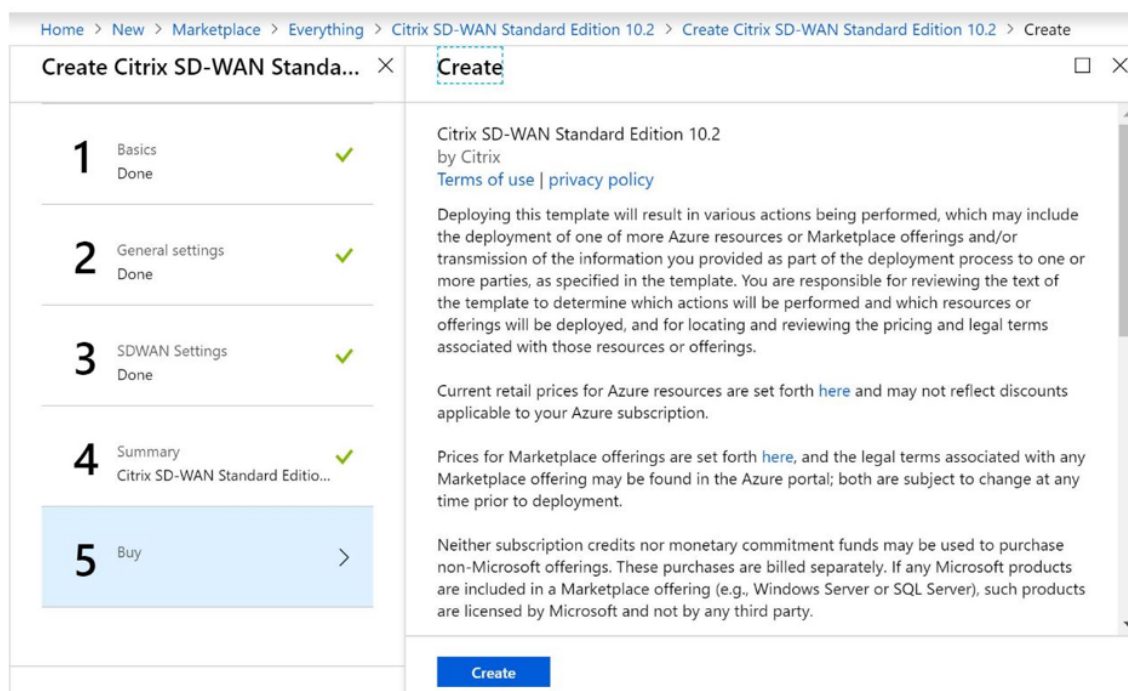 Home > New > Marketplace > Everything > Citrix SD-WAN Standard Edition 10.2 > Create Citrix SD-WAN Standard Edition 10.2 > Create
Create Citrix SD-WAN Standa...
1
Basics
Done
2
General settings
Done
3
SDWAN Settings
Done
4
Summary
Citrix SD-WAN Standard Editio...
5
Buy
Create
Citrix SD-WAN Standard Edition 10.2
by Citrix
Terms of use | privacy policy
Deploying this template will result in various actions being performed, which may include
the deployment of one of more Azure resources or Marketplace offerings and/or
transmission of the information you provided as part of the deployment process to one or
more parties, as specified in the template. You are responsible for reviewing the text of
the template to determine which actions will be performed and which resources or
offerings will be deployed, and for locating and reviewing the pricing and legal terms
associated with those resources or offerings.
Current retail prices for Azure resources are set forth here and may not reflect discounts
applicable to your Azure subscription.
Prices for Marketplace offerings are set forth here, and the legal terms associated with any
Marketplace offering may be found in the Azure portal; both are subject to change at any
time prior to deployment.
Neither subscription credits nor monetary commitment funds may be used to purchase
non-Microsoft offerings. These purchases are billed separately. If any Microsoft products
are included in a Marketplace offering (e.g., Windows Server or SQL Server), such products
are licensed by Microsoft and not by any third party.
Create